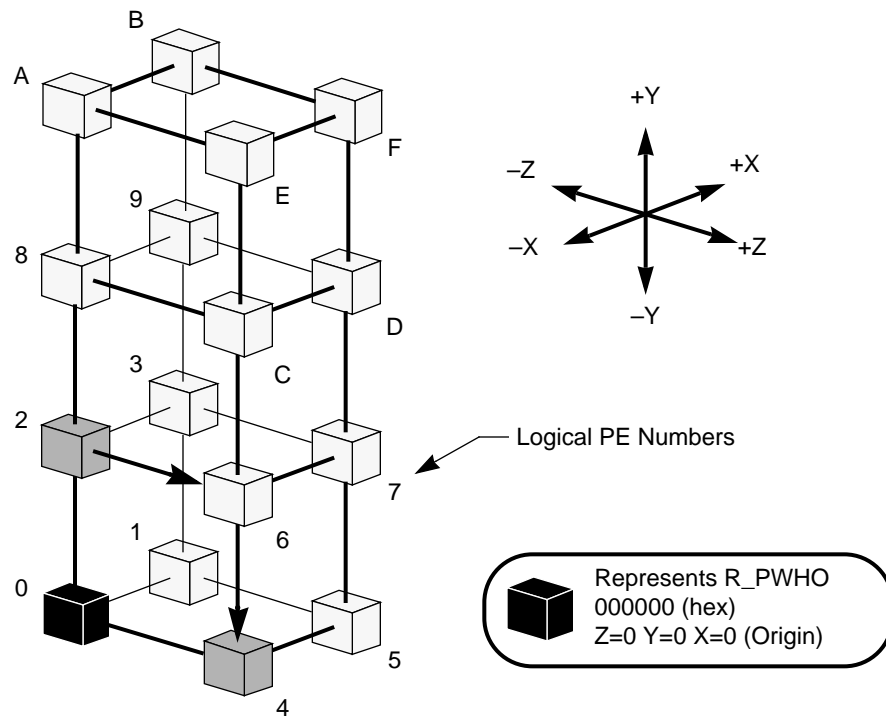 B
A
+Y
F
–Z
+X
E
9
8
–X
+Z
D
–Y
3
C
2
Logical PE Numbers
7
1
6
0
Represents R_PWHO
000000 (hex)
Z=0 Y=0 X=0 (Origin)
5
4